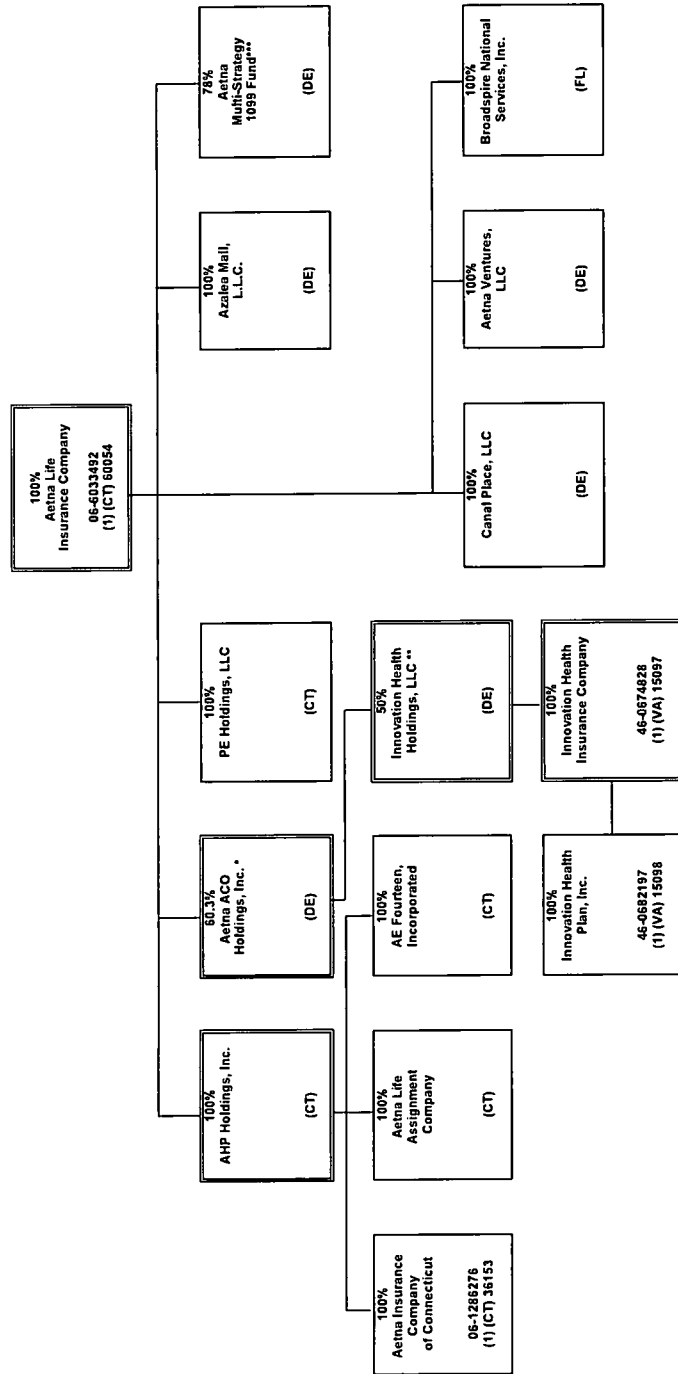 100%
Aetna Life
Insurance Company
06-6033492
(1) (CT) 60054
100%
AHP Holdings, Inc.
(CT)
60.3%
Aetna ACO
Holdings, Inc. *
(DE)
100%
PE Holdings, LLC
(CT)
100%
Azalea Mall,
L.L.C.
(DE)
78%
Aetna
Multi-Strategy
1099 Fund***
(DE)
100%
Aetna Insurance
Company
of Connecticut
06-1286276
(1) (CT) 36153
100%
Aetna Life
Assignment
Company
(CT)
100%
AE Fourteen,
Incorporated
(CT)
50%
Innovation Health
Holdings, LLC **
(DE)
100%
Canal Place, LLC
(DE)
100%
Aetna Ventures,
LLC
(DE)
100%
Broadspire National
Services, Inc.
(FL)
100%
Innovation Health
Plan, Inc.
46-0682197
(1) (VA) 15098
100%
Innovation Health
Insurance Company
46-0674828
(1) (VA) 15097